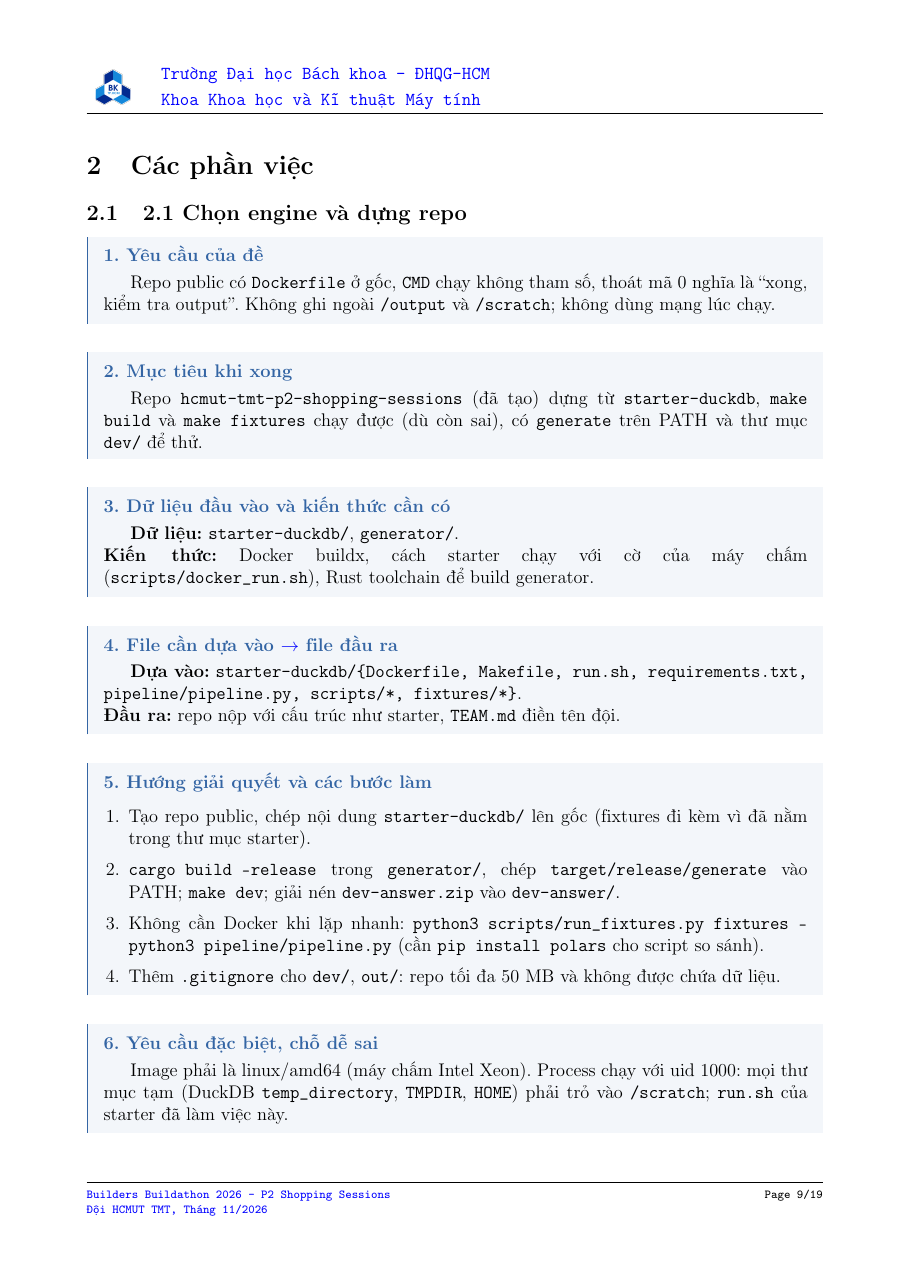 BK
Trường Đại học Bách khoa - ĐHQG-HCM
Khoa Khoa học và Kĩ thuật Máy tính
2 Các phần việc
2.1 2.1 Chọn engine và dựng repo
1. Yêu cầu của đề
Repo public có Dockerfile ở gốc, CMD chạy không tham số, thoát mã 0 nghĩa là “xong,
kiểm tra output”. Không ghi ngoài /output và /scratch; không dùng mạng lúc chạy.
2. Mục tiêu khi xong
Repo hcmut-tmt-p2-shopping-sessions (đã tạo) dựng từ starter-duckdb, make
build và make fixtures chạy được (dù còn sai), có generate trên PATH và thư mục
dev/ để thử.
3. Dữ liệu đầu vào và kiến thức cần có
Dữ liệu: starter-duckdb/, generator/.
Kiến thức: Docker buildx, cách starter chạy với cờ của máy chấm
(scripts/docker_run.sh), Rust toolchain để build generator.
4. File cần dựa vào → file đầu ra
Dựa vào: starter-duckdb/{Dockerfile, Makefile, run.sh, requirements.txt,
pipeline/pipeline.py, scripts/*, fixtures/*}.
Đầu ra: repo nộp với cấu trúc như starter, TEAM.md điền tên đội.
5. Hướng giải quyết và các bước làm
1. Tạo repo public, chép nội dung starter-duckdb/ lên gốc (fixtures đi kèm vì đã nằm
trong thư mục starter).
2. cargo build -release trong generator/, chép target/release/generate vào
PATH; make dev; giải nén dev-answer.zip vào dev-answer/.
3. Không cần Docker khi lặp nhanh: python3 scripts/run_fixtures.py fixtures -
python3 pipeline/pipeline.py (cần pip install polars cho script so sánh).
4. Thêm .gitignore cho dev/, out/: repo tối đa 50 MB và không được chứa dữ liệu.
6. Yêu cầu đặc biệt, chỗ dễ sai
Image phải là linux/amd64 (máy chấm Intel Xeon). Process chạy với uid 1000: mọi thư
mục tạm (DuckDB temp_directory, TMPDIR, HOME) phải trỏ vào /scratch; run.sh của
starter đã làm việc này.
Builders Buildathon 2026 - P2 Shopping Sessions
Page 9/19
Đội HCMUT TMT, Tháng 11/2026